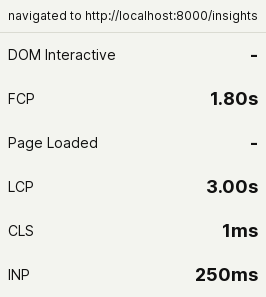 navigated to http://localhost:8000/insights
DOM Interactive -
FCP 1.80s
Page Loaded -
LCP 3.00s
CLS 1ms
INP 250ms